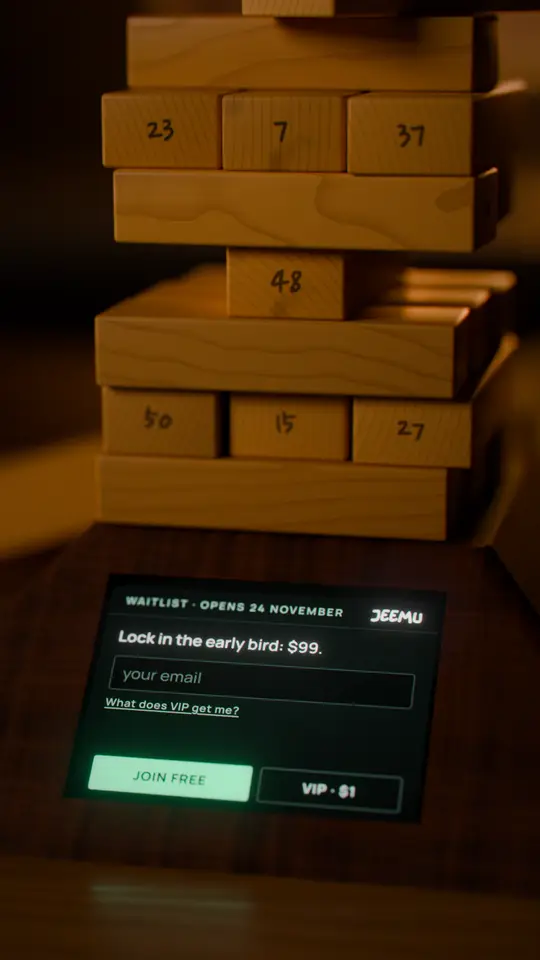 23 7 37
48
50 15 27
WAITLIST · OPENS 24 NOVEMBER JEEMU
Lock in the early bird: $99.
your email
What does VIP get me?
JOIN FREE VIP · $1